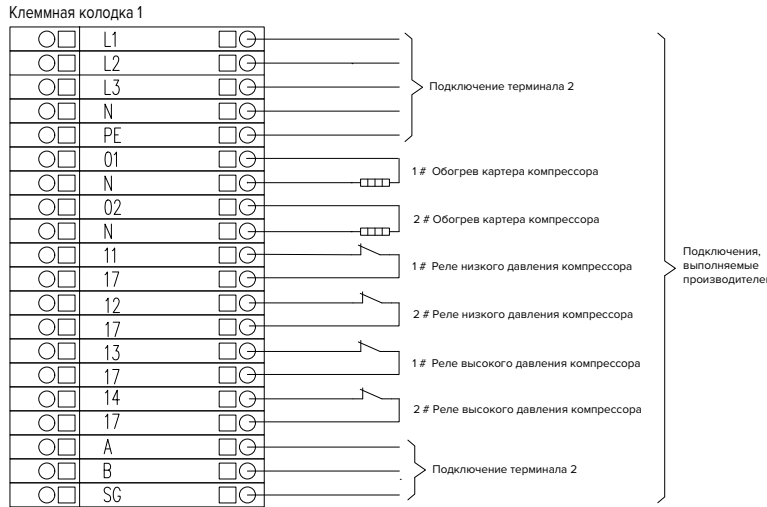 Клеммная колодка 1
L1
L2
L3
N
PE
Подключение терминала 2
01
N
1 # Обогрев картера компрессора
02
N
2 # Обогрев картера компрессора
11
17
1 # Реле низкого давления компрессора
12
17
2 # Реле низкого давления компрессора
13
17
1 # Реле высокого давления компрессора
14
17
2 # Реле высокого давления компрессора
A
B
SG
Подключение терминала 2
Подключения,
выполняемые
производителе